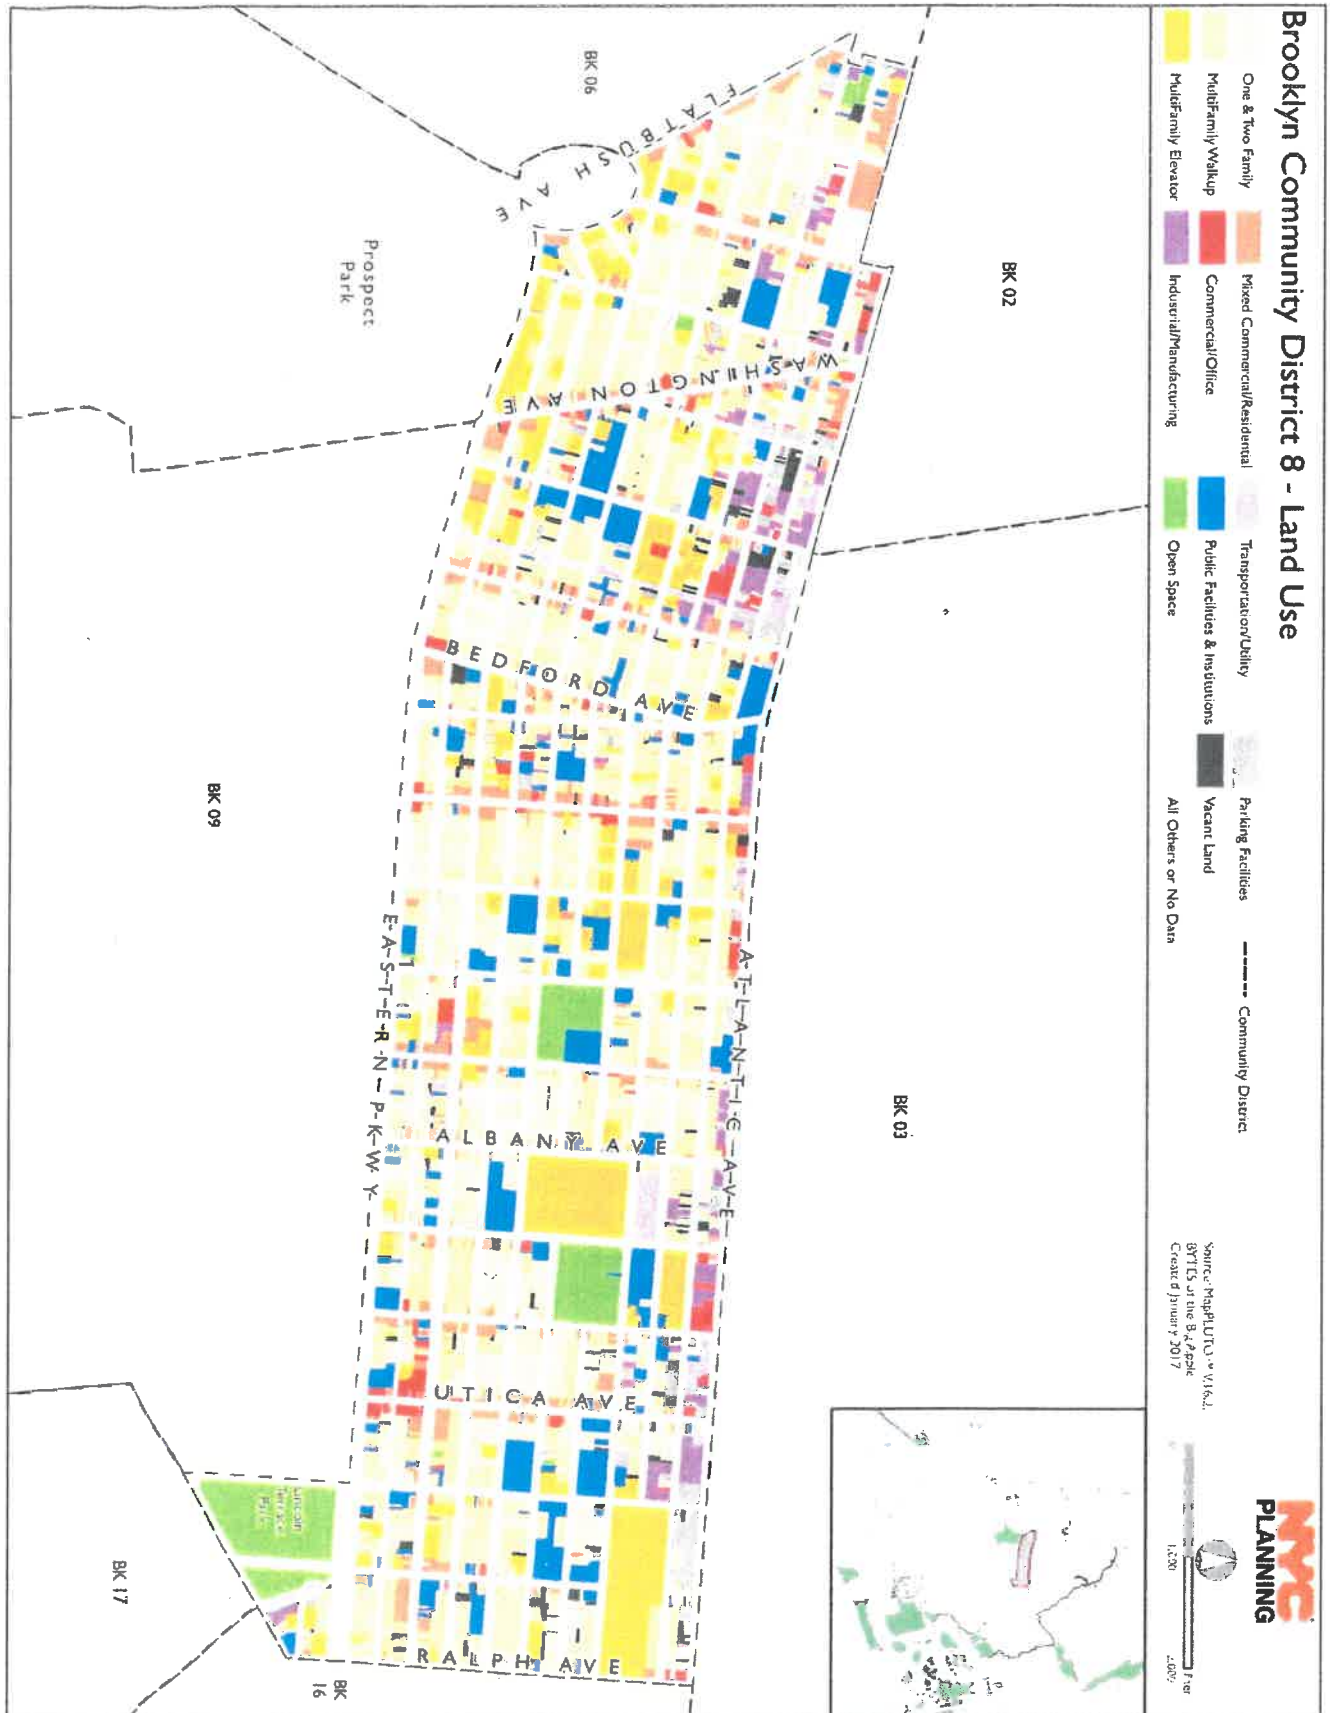 Brooklyn Community District 8 - Land Use
One & Two Family
MultiFamily Walkup
MultiFamily Elevator
Mixed Commercial/Residential
Commercial/Office
Industrial/Manufacturing
Transportation/Utility
Public Facilities & Institutions
Open Space
Parking Facilities
Vacant Land
All Others or No Data
Community District
Created January 2017
NYC
PLANNING
BK 02
BK 03
BK 06
BK 09
BK 17
BK
16
Prospect
Park
Lincoln
Terrace
Park
FLATBUSH AVE
WASHINGTON AVE
BEDFORD AVE
ATLANTIC AVE
EASTERN PKWY
ALBANY AVE
UTICA AVE
RALPH AVE